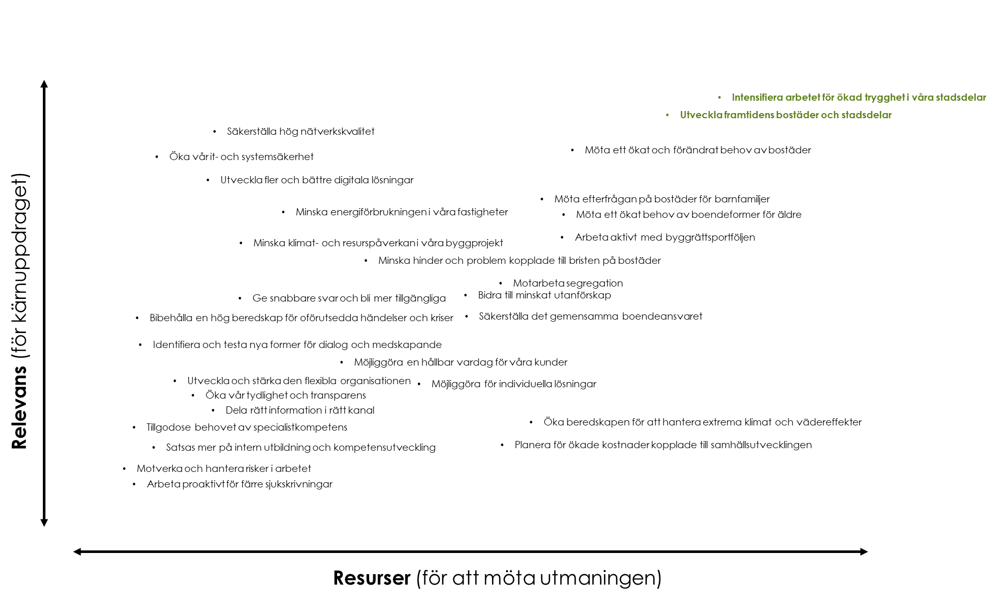 Intensifiera arbetet för ökad trygghet i våra stadsdelar
Utveckla framtidens bostäder och stadsdelar
Säkerställa hög nätverkskvalitet
Möta ett ökat och förändrat behov av bostäder
Öka vår it- och systemsäkerhet
Utveckla fler och bättre digitala lösningar
Möta efterfrågan på bostäder för barnfamiljer
Minska energiförbrukningen i våra fastigheter
Möta ett ökat behov av boendeformer för äldre
Arbeta aktivt med byggrättsportföljen
Minska klimat- och resurspåverkan i våra byggprojekt
Minska hinder och problem kopplade till bristen på bostäder
Motarbeta segregation
Bidra till minskat utanförskap
Ge snabbare svar och bli mer tillgängliga
Säkerställa det gemensamma boendeansvaret
Bibehålla en hög beredskap för oförutsedda händelser och kriser
Identifiera och testa nya former för dialog och medskapande
Möjliggöra en hållbar vardag för våra kunder
Utveckla och stärka den flexibla organisationen
Möjliggöra för individuella lösningar
Öka vår tydlighet och transparens
Dela rätt information i rätt kanal
Öka beredskapen för att hantera extrema klimat och vädereffekter
Tillgodose behovet av specialistkompetens
Planera för ökade kostnader kopplade till samhällsutvecklingen
Satsas mer på intern utbildning och kompetensutveckling
Motverka och hantera risker i arbetet
Arbeta proaktivt för färre sjukskrivningar
Relevans (för kärnuppdraget)
Resurser (för att möta utmaningen)